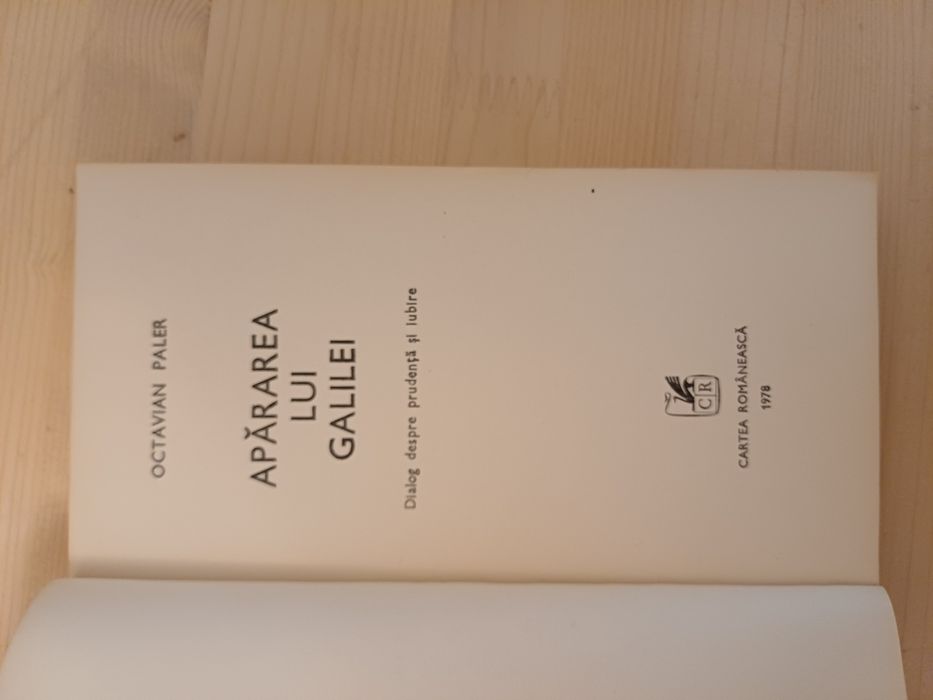 OCTAVIAN PALER
APĂRAREA
LUI
GALILEI
Dialog despre prudență și iubire
CR
CARTEA ROMÂNEASCĂ
1978